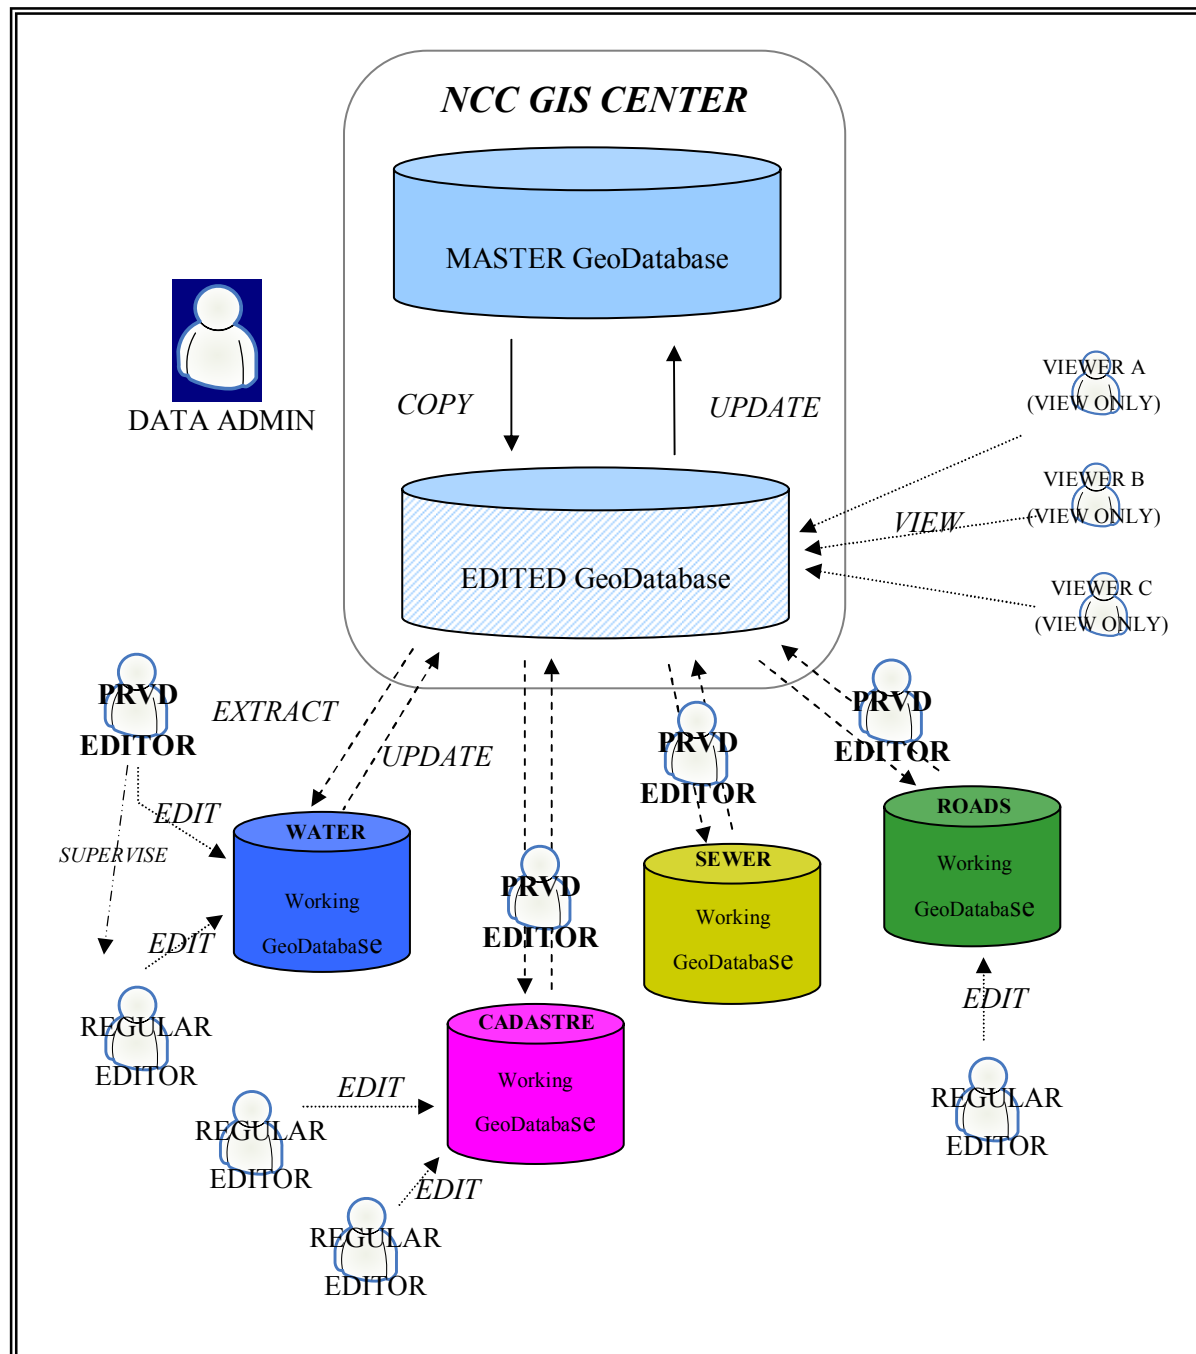 NCC GIS CENTER
MASTER GeoDatabase
DATA ADMIN
COPY
UPDATE
VIEWER A
(VIEW ONLY)
VIEWER B
(VIEW ONLY)
VIEW
EDITED GeoDatabase
VIEWER C
(VIEW ONLY)
PRVD
EDITOR
EXTRACT
UPDATE
PRVD
EDITOR
PRVD
EDITOR
EDIT
SUPERVISE
WATER
Working
GeoDatabase
PRVD
EDITOR
SEWER
Working
GeoDatabase
ROADS
Working
GeoDatabase
EDIT
REGULAR
EDITOR
CADASTRE
Working
GeoDatabase
EDIT
REGULAR
EDITOR
EDIT
REGULAR
EDITOR
EDIT
REGULAR
EDITOR